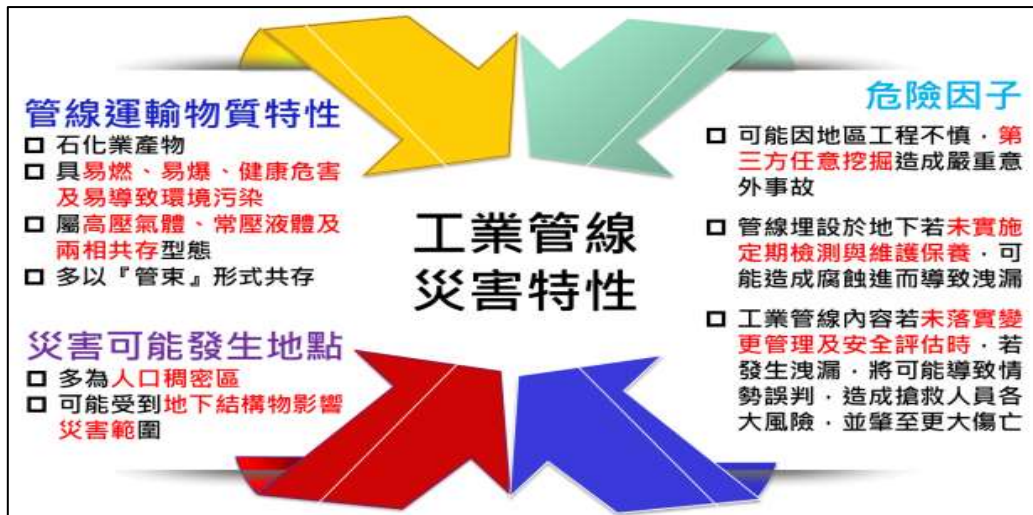 管線運輸物質特性
石化業產物
具易燃、易爆、健康危害
及易導致環境污染
屬高壓氣體、常壓液體及
兩相共存型態
多以『管束』形式共存
災害可能發生地點
多為人口稠密區
可能受到地下結構物影響
災害範圍
工業管線
災害特性
危險因子
可能因地區工程不慎，第
三方任意挖掘造成嚴重意
外事故
管線埋設於地下若未實施
定期檢測與維護保養，可
能造成腐蝕進而導致洩漏
工業管線內容若未落實變
更管理及安全評估時，若
發生洩漏，將可能導致情
勢誤判，造成搶救人員各
大風險，並肇至更大傷亡